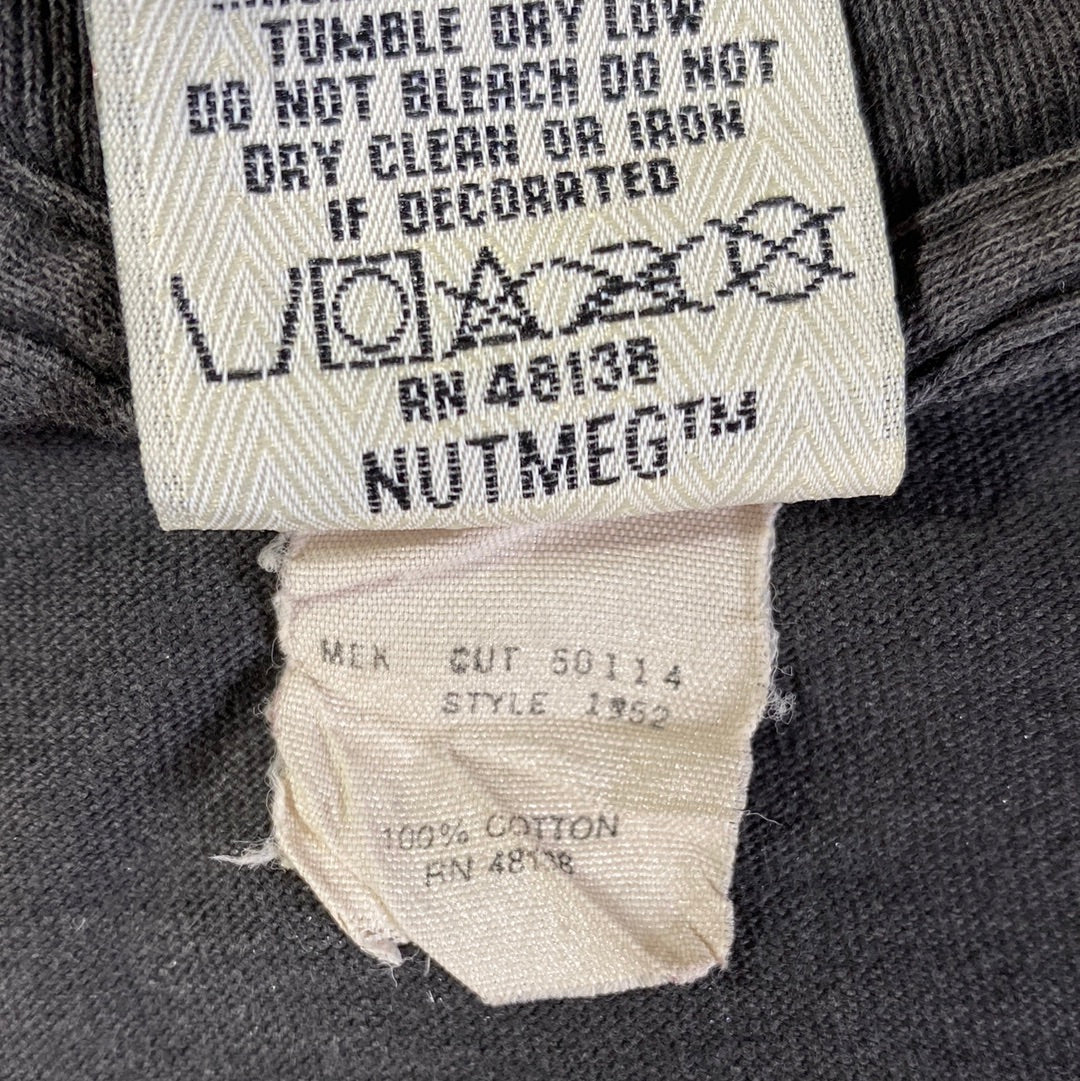 TUMBLE DRY LOW
DO NOT BLEACH DO NOT
DRY CLEAN OR IRON
IF DECORATED
RN 48138
NUTMEG™
CUT 50114
STYLE 1952
100% COTTON
RN 48138